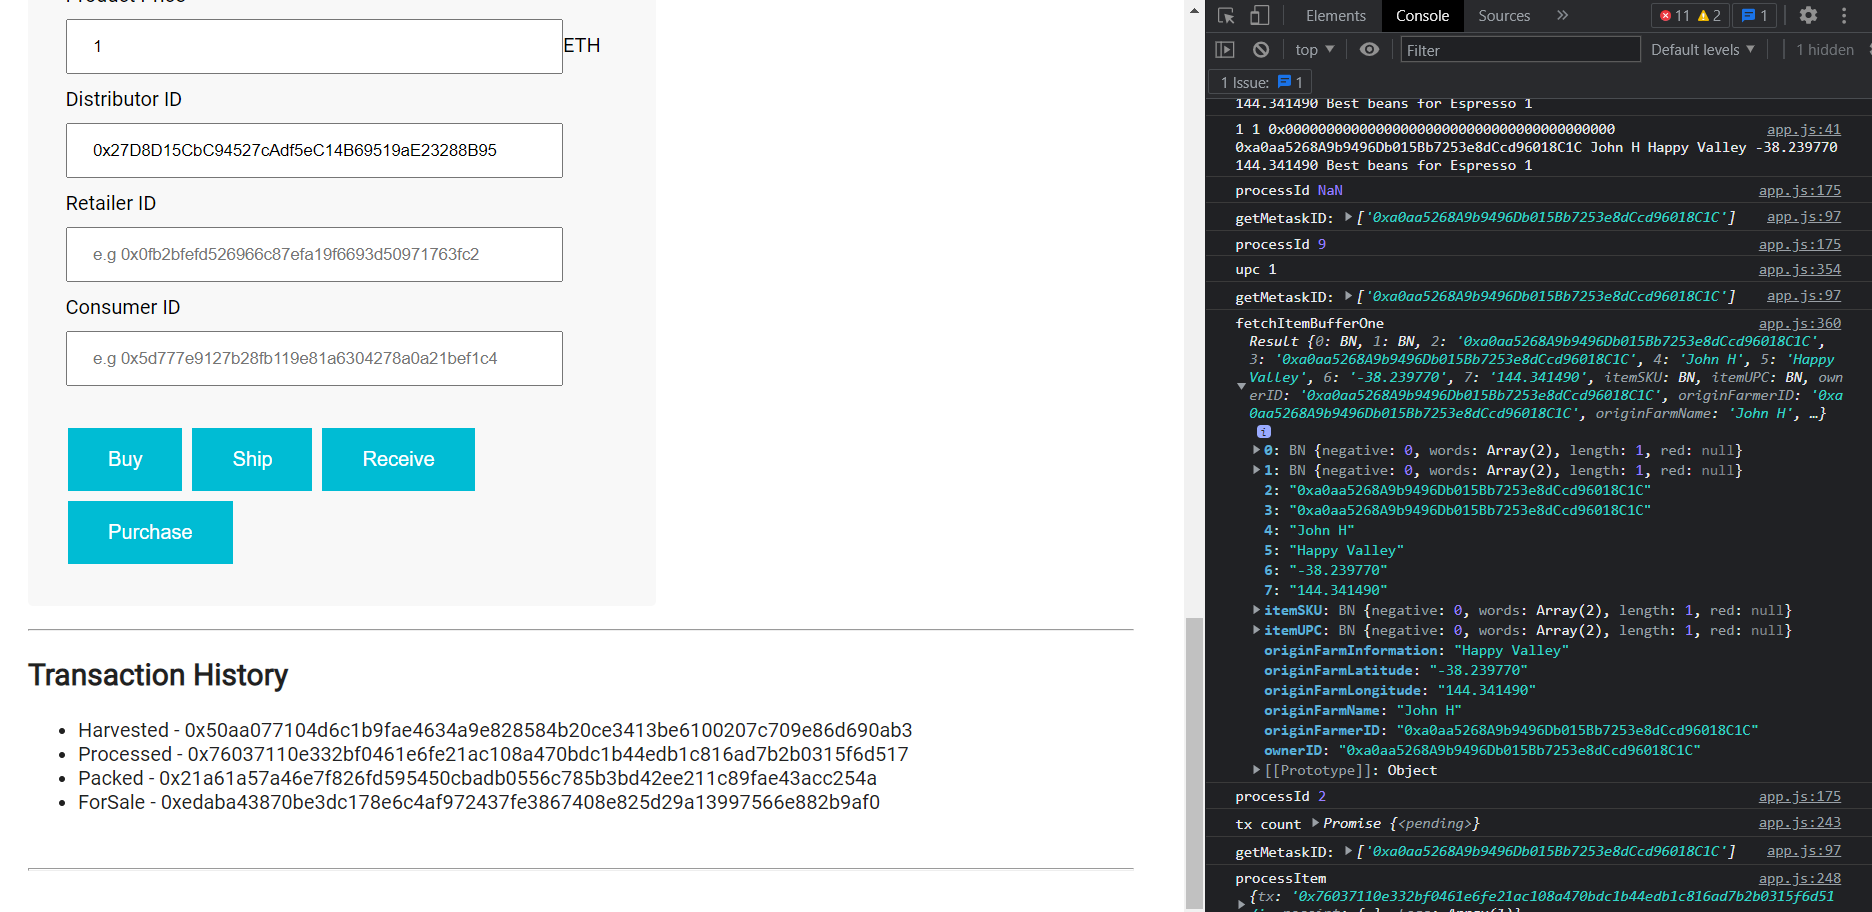 Product Price
1
ETH
Distributor ID
0x27D8D15CbC94527cAdf5eC14B69519aE23288B95
Retailer ID
e.g 0x0fb2bfefd526966c87efa19f6693d50971763fc2
Consumer ID
e.g 0x5d777e9127b28fb119e81a6304278a0a21bef1c4
Buy Ship Receive
Purchase
Transaction History
Harvested - 0x50aa077104d6c1b9fae4634a9e828584b20ce3413be6100207c709e86d690ab3
Processed - 0x76037110e332bf0461e6fe21ac108a470bdc1b44edb1c816ad7b2b0315f6d517
Packed - 0x21a61a57a46e7f826fd595450cbadb0556c785b3bd42ee211c89fae43acc254a
ForSale - 0xedaba43870be3dc178e6c4af972437fe3867408e825d29a13997566e882b9af0
Elements Console Sources » 11 2 1
top Filter Default levels 1 hidden
1 Issue: 1
144.341490 Best beans for Espresso 1
1 1 0x0000000000000000000000000000000000000000 app.js:41
0xa0aa5268A9b9496Db015Bb7253e8dCcd96018C1C John H Happy Valley -38.239770
144.341490 Best beans for Espresso 1
processId NaN app.js:175
getMetaskID: ['0xa0aa5268A9b9496Db015Bb7253e8dCcd96018C1C'] app.js:97
processId 9 app.js:175
upc 1 app.js:354
getMetaskID: ['0xa0aa5268A9b9496Db015Bb7253e8dCcd96018C1C'] app.js:97
fetchItemBufferOne app.js:360
Result {0: BN, 1: BN, 2: '0xa0aa5268A9b9496Db015Bb7253e8dCcd96018C1C',
3: '0xa0aa5268A9b9496Db015Bb7253e8dCcd96018C1C', 4: 'John H', 5: 'Happy
Valley', 6: '-38.239770', 7: '144.341490', itemSKU: BN, itemUPC: BN, own
erID: '0xa0aa5268A9b9496Db015Bb7253e8dCcd96018C1C', originFarmerID: '0xa
0aa5268A9b9496Db015Bb7253e8dCcd96018C1C', originFarmName: 'John H', …}
i
0: BN {negative: 0, words: Array(2), length: 1, red: null}
1: BN {negative: 0, words: Array(2), length: 1, red: null}
2: "0xa0aa5268A9b9496Db015Bb7253e8dCcd96018C1C"
3: "0xa0aa5268A9b9496Db015Bb7253e8dCcd96018C1C"
4: "John H"
5: "Happy Valley"
6: "-38.239770"
7: "144.341490"
itemSKU: BN {negative: 0, words: Array(2), length: 1, red: null}
itemUPC: BN {negative: 0, words: Array(2), length: 1, red: null}
originFarmInformation: "Happy Valley"
originFarmLatitude: "-38.239770"
originFarmLongitude: "144.341490"
originFarmName: "John H"
originFarmerID: "0xa0aa5268A9b9496Db015Bb7253e8dCcd96018C1C"
ownerID: "0xa0aa5268A9b9496Db015Bb7253e8dCcd96018C1C"
[[Prototype]]: Object
processId 2 app.js:175
tx count Promise {<pending>} app.js:243
getMetaskID: ['0xa0aa5268A9b9496Db015Bb7253e8dCcd96018C1C'] app.js:97
processItem app.js:248
{tx: '0x76037110e332bf0461e6fe21ac108a470bdc1b44edb1c816ad7b2b0315f6d51